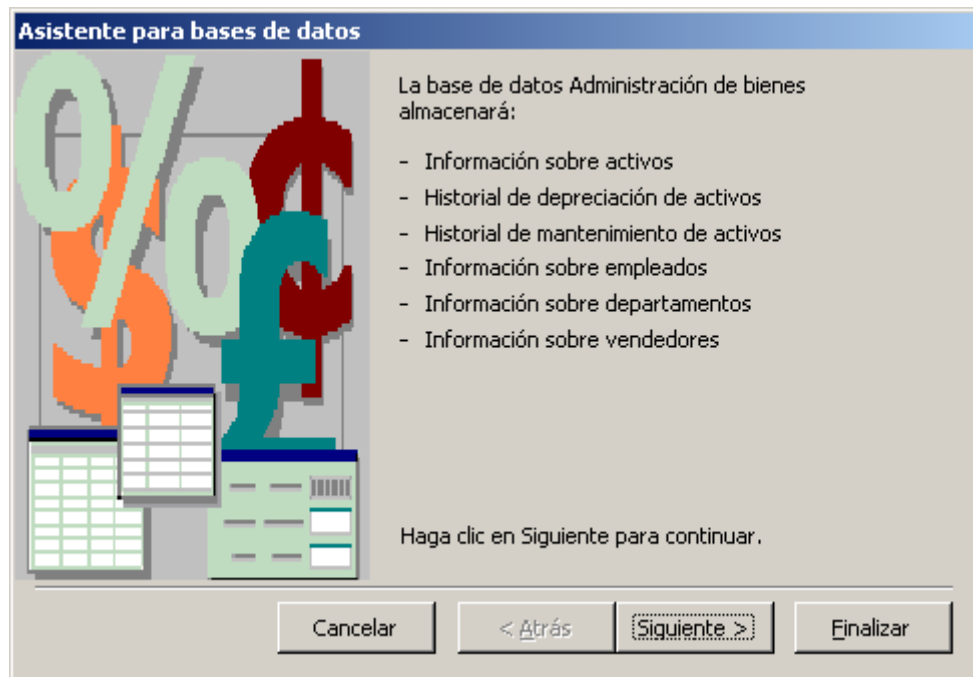 Asistente para bases de datos
La base de datos Administración de bienes
almacenará:
- Información sobre activos
- Historial de depreciación de activos
- Historial de mantenimiento de activos
- Información sobre empleados
- Información sobre departamentos
- Información sobre vendedores
Haga clic en Siguiente para continuar.
Cancelar < Atrás Siguiente > Finalizar